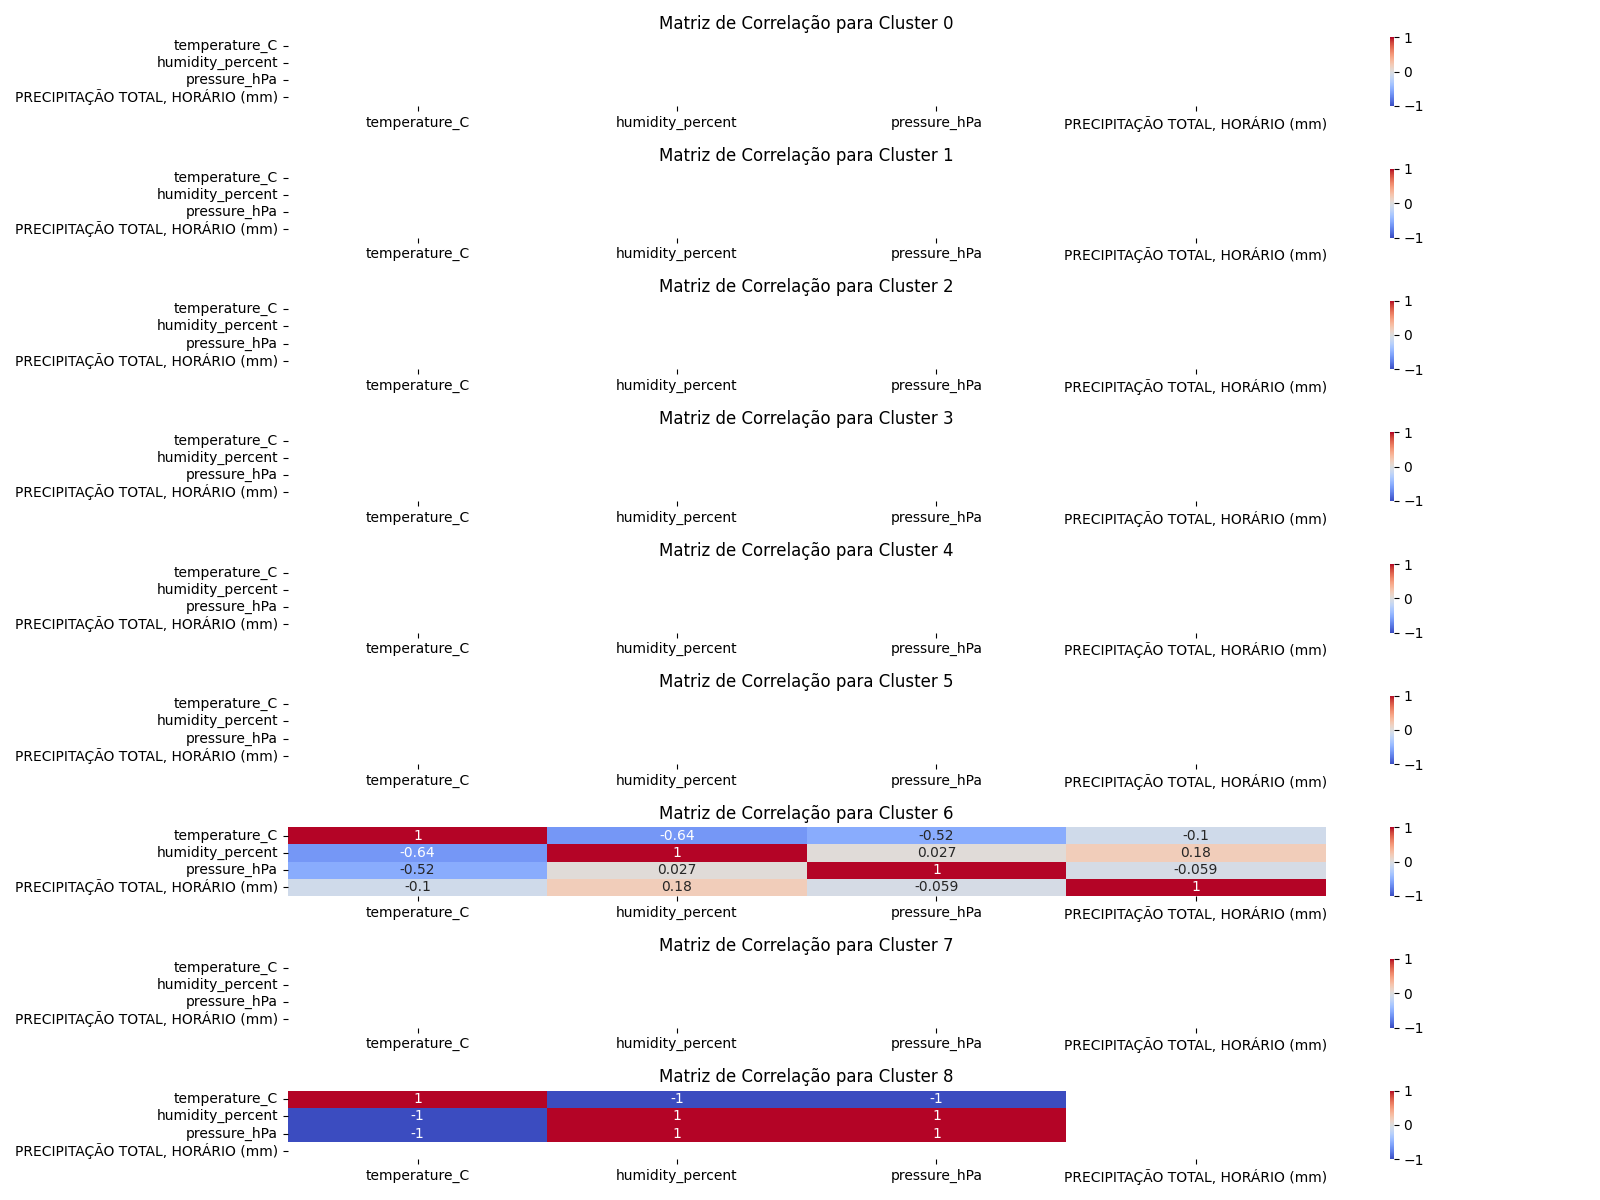 Matriz de Correlação para Cluster 0
temperature_C
humidity_percent
pressure_hPa
PRECIPITAÇÃO TOTAL, HORÁRIO (mm)
1
0
−1
temperature_C humidity_percent pressure_hPa PRECIPITAÇÃO TOTAL, HORÁRIO (mm)
Matriz de Correlação para Cluster 1
temperature_C
humidity_percent
pressure_hPa
PRECIPITAÇÃO TOTAL, HORÁRIO (mm)
1
0
−1
temperature_C humidity_percent pressure_hPa PRECIPITAÇÃO TOTAL, HORÁRIO (mm)
Matriz de Correlação para Cluster 2
temperature_C
humidity_percent
pressure_hPa
PRECIPITAÇÃO TOTAL, HORÁRIO (mm)
1
0
−1
temperature_C humidity_percent pressure_hPa PRECIPITAÇÃO TOTAL, HORÁRIO (mm)
Matriz de Correlação para Cluster 3
temperature_C
humidity_percent
pressure_hPa
PRECIPITAÇÃO TOTAL, HORÁRIO (mm)
1
0
−1
temperature_C humidity_percent pressure_hPa PRECIPITAÇÃO TOTAL, HORÁRIO (mm)
Matriz de Correlação para Cluster 4
temperature_C
humidity_percent
pressure_hPa
PRECIPITAÇÃO TOTAL, HORÁRIO (mm)
1
0
−1
temperature_C humidity_percent pressure_hPa PRECIPITAÇÃO TOTAL, HORÁRIO (mm)
Matriz de Correlação para Cluster 5
temperature_C
humidity_percent
pressure_hPa
PRECIPITAÇÃO TOTAL, HORÁRIO (mm)
1
0
−1
temperature_C humidity_percent pressure_hPa PRECIPITAÇÃO TOTAL, HORÁRIO (mm)
Matriz de Correlação para Cluster 6
temperature_C 1 -0.64 -0.52 -0.1
humidity_percent -0.64 1 0.027 0.18
pressure_hPa -0.52 0.027 1 -0.059
PRECIPITAÇÃO TOTAL, HORÁRIO (mm) -0.1 0.18 -0.059 1
1
0
−1
temperature_C humidity_percent pressure_hPa PRECIPITAÇÃO TOTAL, HORÁRIO (mm)
Matriz de Correlação para Cluster 7
temperature_C
humidity_percent
pressure_hPa
PRECIPITAÇÃO TOTAL, HORÁRIO (mm)
1
0
−1
temperature_C humidity_percent pressure_hPa PRECIPITAÇÃO TOTAL, HORÁRIO (mm)
Matriz de Correlação para Cluster 8
temperature_C 1 -1 -1
humidity_percent -1 1 1
pressure_hPa -1 1 1
PRECIPITAÇÃO TOTAL, HORÁRIO (mm)
1
0
−1
temperature_C humidity_percent pressure_hPa PRECIPITAÇÃO TOTAL, HORÁRIO (mm)